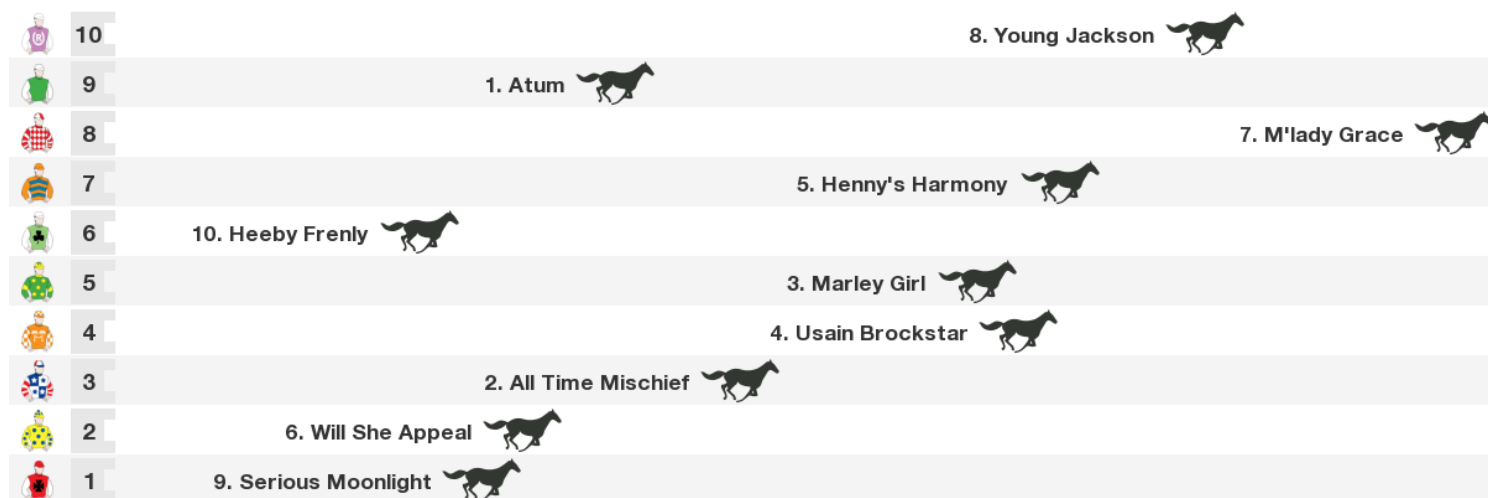 10 8. Young Jackson
9 1. Atum
8 7. M'lady Grace
7 5. Henny's Harmony
6 10. Heeby Frenly
5 3. Marley Girl
4 4. Usain Brockstar
3 2. All Time Mischief
2 6. Will She Appeal
1 9. Serious Moonlight